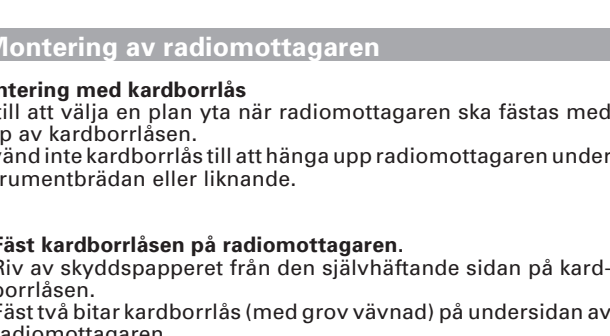 Montering av radiomottagaren
ntering med kardborrlås
till att välja en plan yta när radiomottagaren ska fästas med
p av kardborrlåsen.
vänd inte kardborrlås till att hänga upp radiomottagaren under
rumentbrädan eller liknande.
Fäst kardborrlåsen på radiomottagaren.
Riv av skyddspapperet från den självhäftande sidan på kard-
borrlåsen.
Fäst två bitar kardborrlås (med grov vävnad) på undersidan av
radiomottagaren